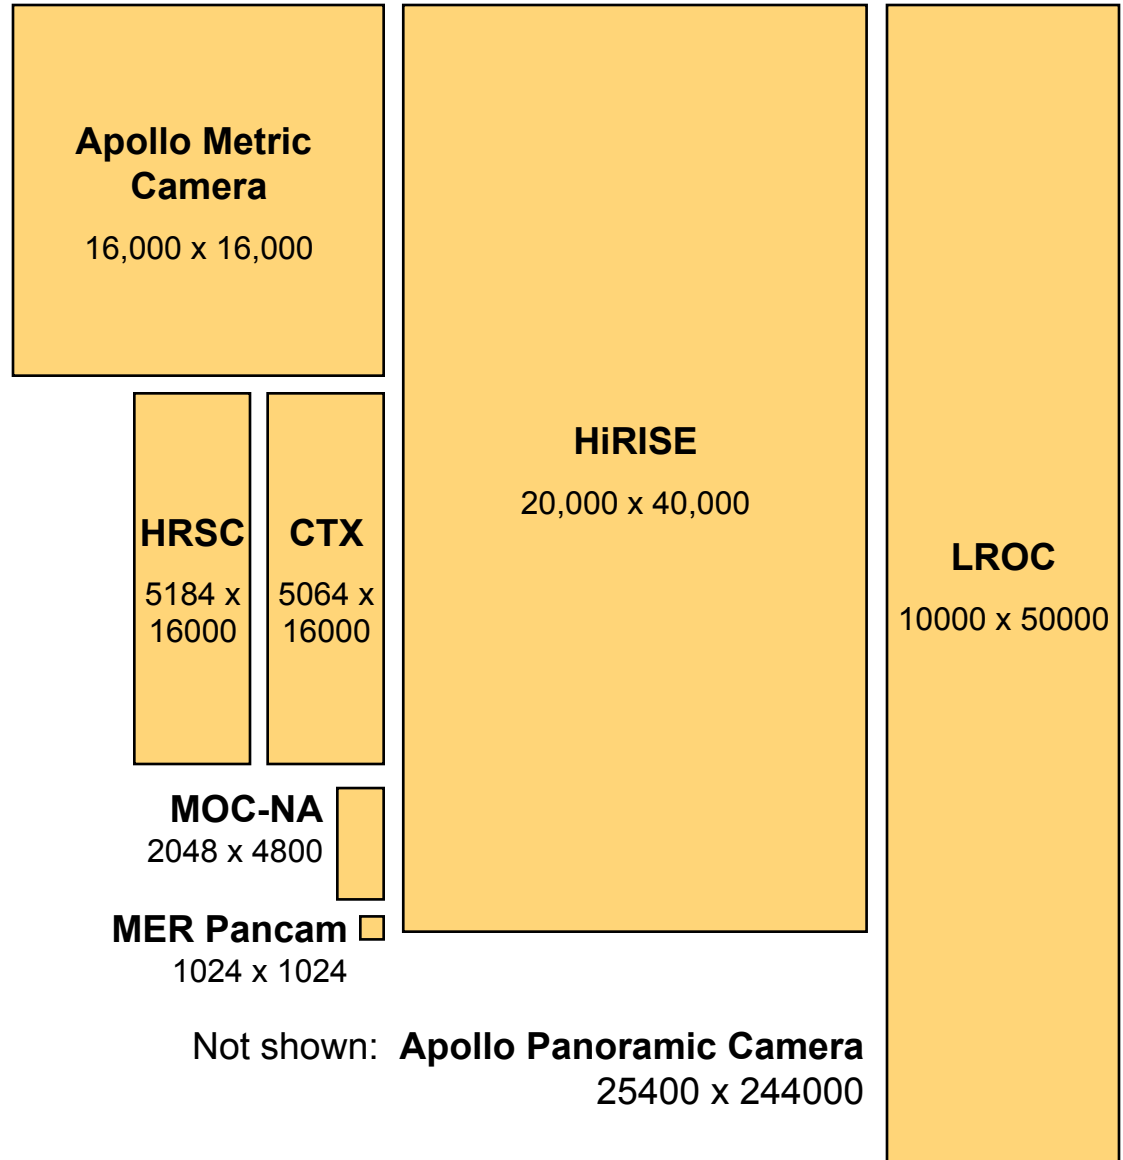 Apollo Metric
Camera
16,000 x 16,000
HiRISE
20,000 x 40,000
LROC
10000 x 50000
HRSC
5184 x
16000
CTX
5064 x
16000
MOC-NA
2048 x 4800
MER Pancam
1024 x 1024
Not shown: Apollo Panoramic Camera
25400 x 244000